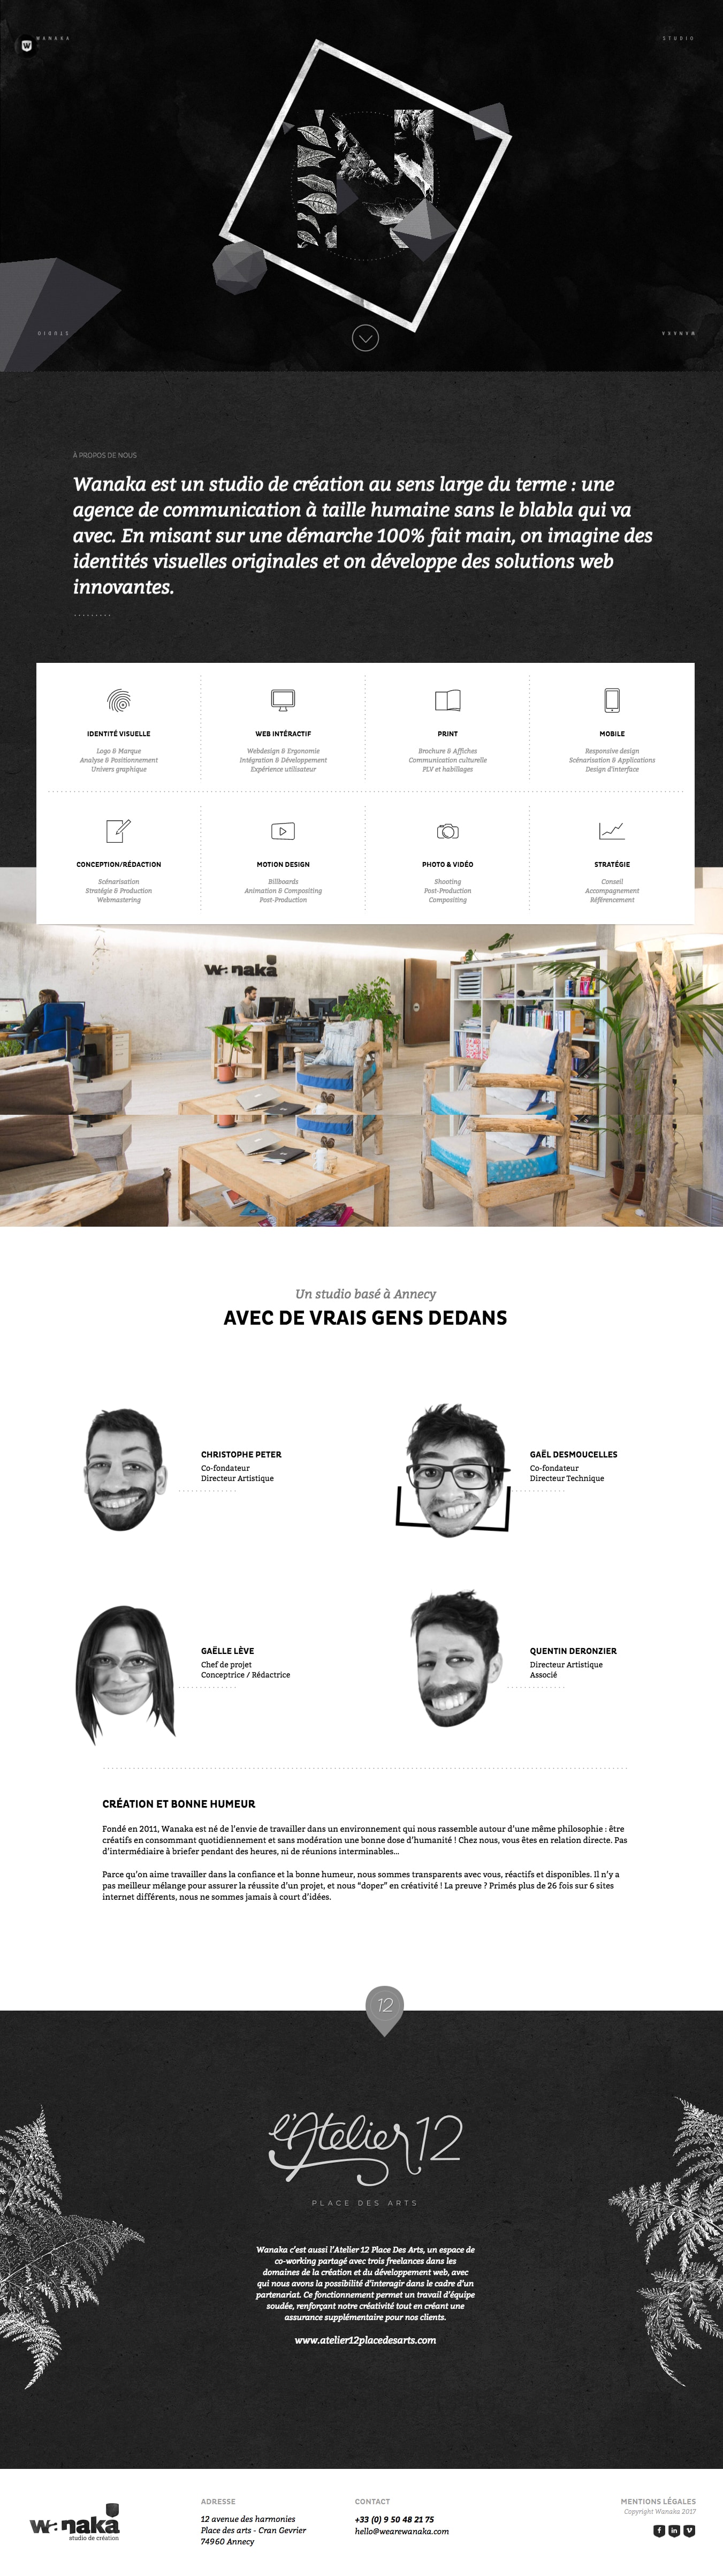 W WANAKA
STUDIO
N
STUDIO
WANAKA
À PROPOS DE NOUS
Wanaka est un studio de création au sens large du terme : une
agence de communication à taille humaine sans le blabla qui va
avec. En misant sur une démarche 100% fait main, on imagine des
identités visuelles originales et on développe des solutions web
innovantes.
IDENTITÉ VISUELLE
Logo & Marque
Analyse & Positionnement
Univers graphique
WEB INTÉRACTIF
Webdesign & Ergonomie
Intégration & Développement
Expérience utilisateur
PRINT
Brochure & Affiches
Communication culturelle
PLV et habillages
MOBILE
Responsive design
Scénarisation & Applications
Design d'interface
CONCEPTION/RÉDACTION
Scénarisation
Stratégie & Production
Webmastering
MOTION DESIGN
Billboards
Animation & Compositing
Post-Production
PHOTO & VIDÉO
Shooting
Post-Production
Compositing
STRATÉGIE
Conseil
Accompagnement
Référencement
wanaka
Un studio basé à Annecy
AVEC DE VRAIS GENS DEDANS
CHRISTOPHE PETER
Co-fondateur
Directeur Artistique
GAËL DESMOUCELLES
Co-fondateur
Directeur Technique
GAËLLE LÈVE
Chef de projet
Conceptrice / Rédactrice
QUENTIN DERONZIER
Directeur Artistique
Associé
CRÉATION ET BONNE HUMEUR
Fondé en 2011, Wanaka est né de l'envie de travailler dans un environnement qui nous rassemble autour d'une même philosophie : être
créatifs en consommant quotidiennement et sans modération une bonne dose d'humanité ! Chez nous, vous êtes en relation directe. Pas
d'intermédiaire à briefer pendant des heures, ni de réunions interminables...
Parce qu'on aime travailler dans la confiance et la bonne humeur, nous sommes transparents avec vous, réactifs et disponibles. Il n'y a
pas meilleur mélange pour assurer la réussite d'un projet, et nous "doper" en créativité ! La preuve ? Primés plus de 26 fois sur 6 sites
internet différents, nous ne sommes jamais à court d'idées.
12
l'Atelier 12
PLACE DES ARTS
Wanaka c'est aussi l'Atelier 12 Place Des Arts, un espace de
co-working partagé avec trois freelances dans les
domaines de la création et du développement web, avec
qui nous avons la possibilité d'interagir dans le cadre d'un
partenariat. Ce fonctionnement permet un travail d'équipe
soudée, renforçant notre créativité tout en créant une
assurance supplémentaire pour nos clients.
www.atelier12placedesarts.com
wanaka
studio de création
ADRESSE
12 avenue des harmonies
Place des arts - Cran Gevrier
74960 Annecy
CONTACT
+33 (0) 9 50 48 21 75
hello@wearewanaka.com
MENTIONS LÉGALES
Copyright Wanaka 2017
f in v